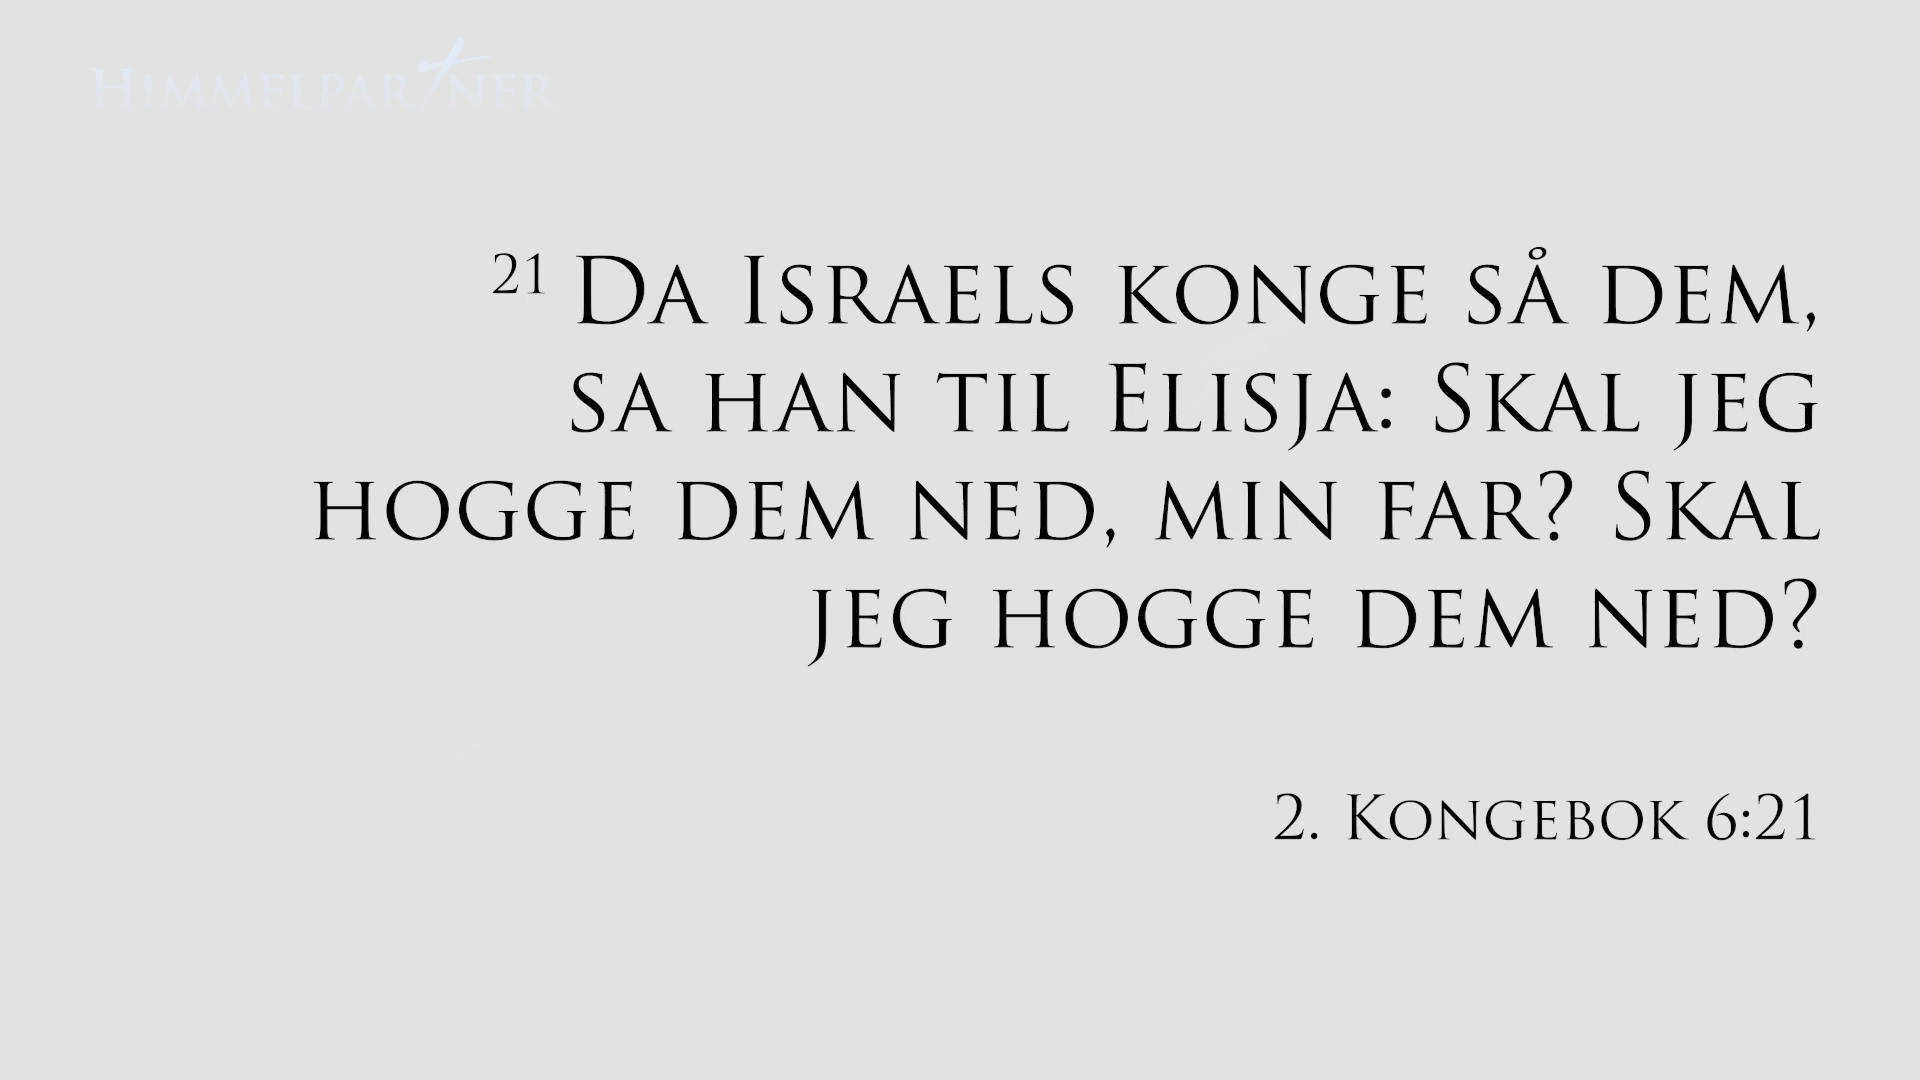 HIMMELPARTNER
21 Da Israels konge så dem,
sa han til Elisja: Skal jeg
hogge dem ned, min far? Skal
jeg hogge dem ned?
2. Kongebok 6:21